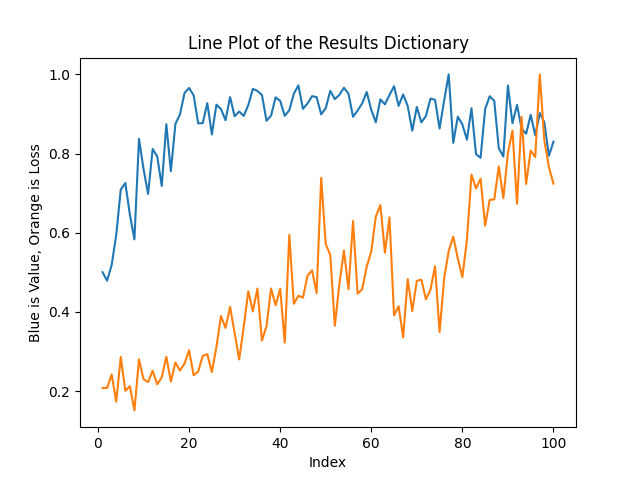 Line Plot of the Results Dictionary
1.0
0.8
0.6
0.4
0.2
Blue is Value, Orange is Loss
0 20 40 60 80 100
Index